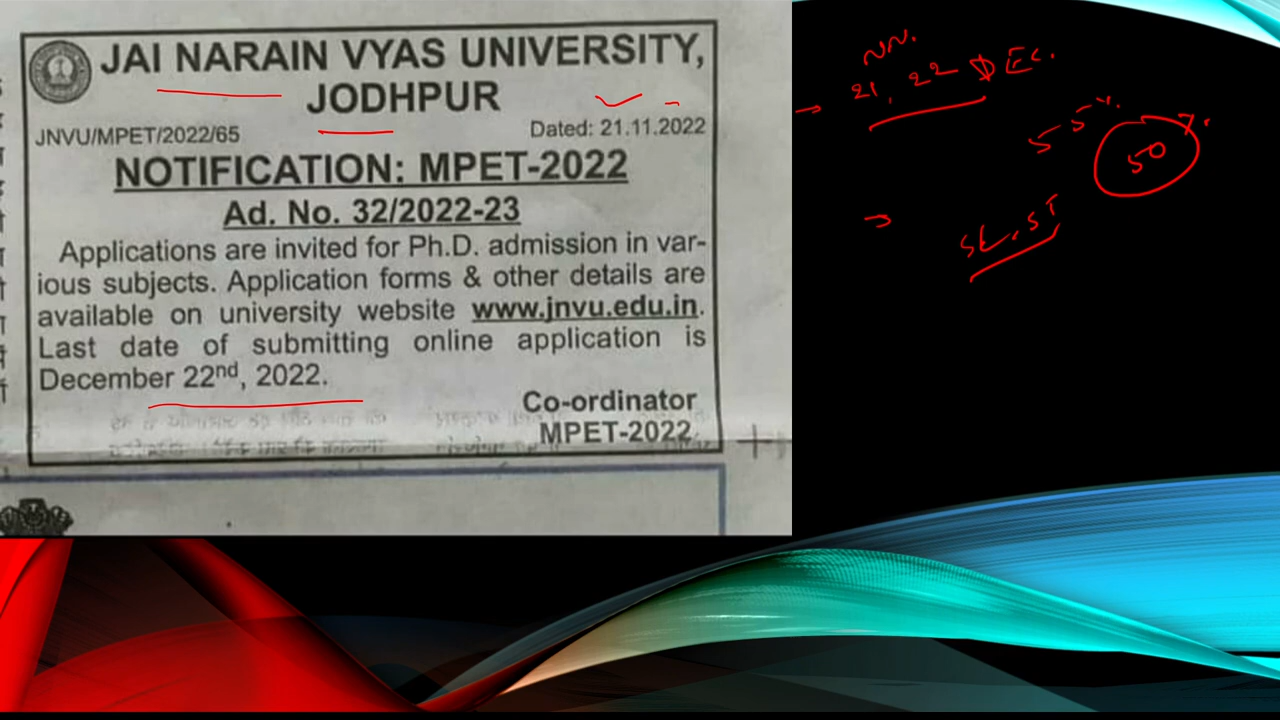 JAI NARAIN VYAS UNIVERSITY,
JODHPUR
JNVU/MPET/2022/65 Dated: 21.11.2022
NOTIFICATION: MPET-2022
Ad. No. 32/2022-23
Applications are invited for Ph.D. admission in var-
ious subjects. Application forms & other details are
available on university website www.jnvu.edu.in.
Last date of submitting online application is
December 22nd, 2022.
Co-ordinator
MPET-2022
21, 22 DEC.
55%. 50%.
SC, ST